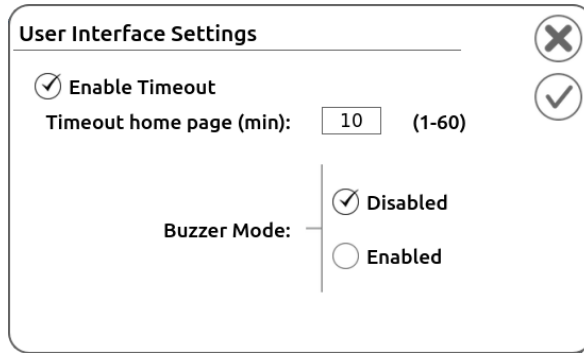 User Interface Settings
Enable Timeout
Timeout home page (min): 10 (1-60)
Disabled
Buzzer Mode:
Enabled